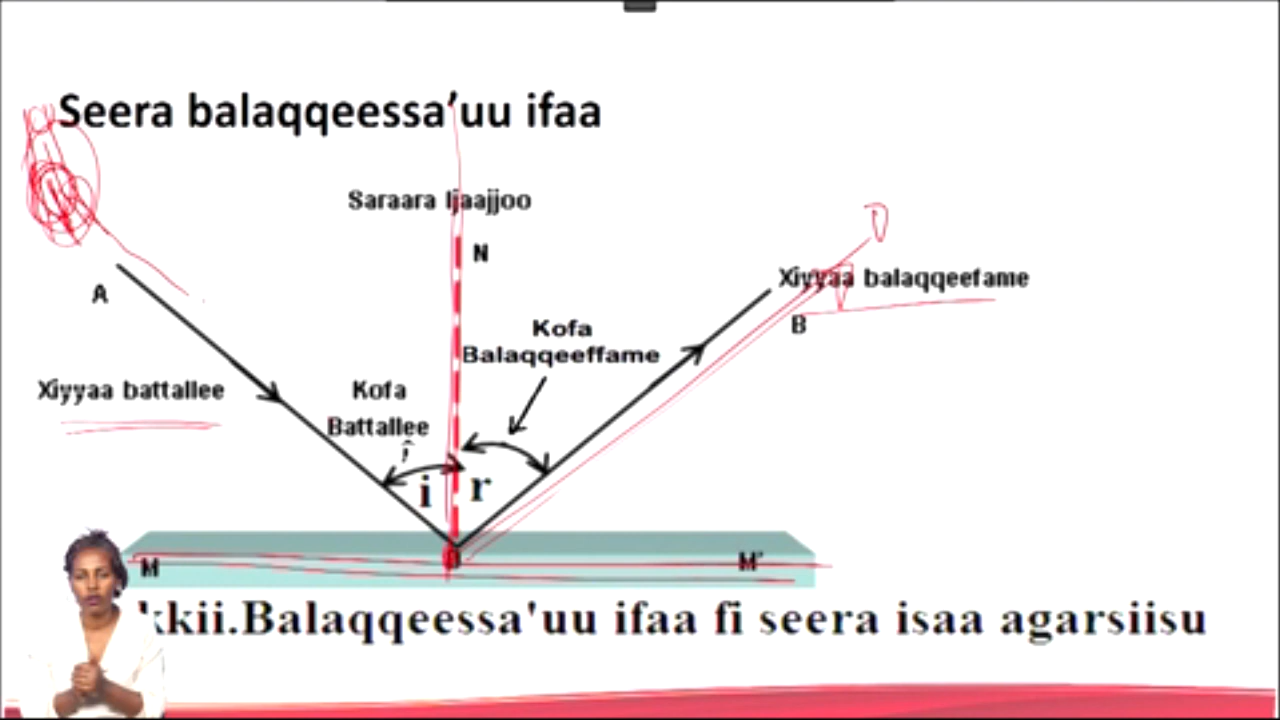 Seera balaqqeessa'uu ifaa
Saraara Ijaajjoo
N
A
Xiyyaa balaqqeefame
B
Kofa
Balaqqeeffame
Xiyyaa battallee
Kofa
Battallee
i
i r
M
M'
kkii.Balaqqeessa'uu ifaa fi seera isaa agarsiisu